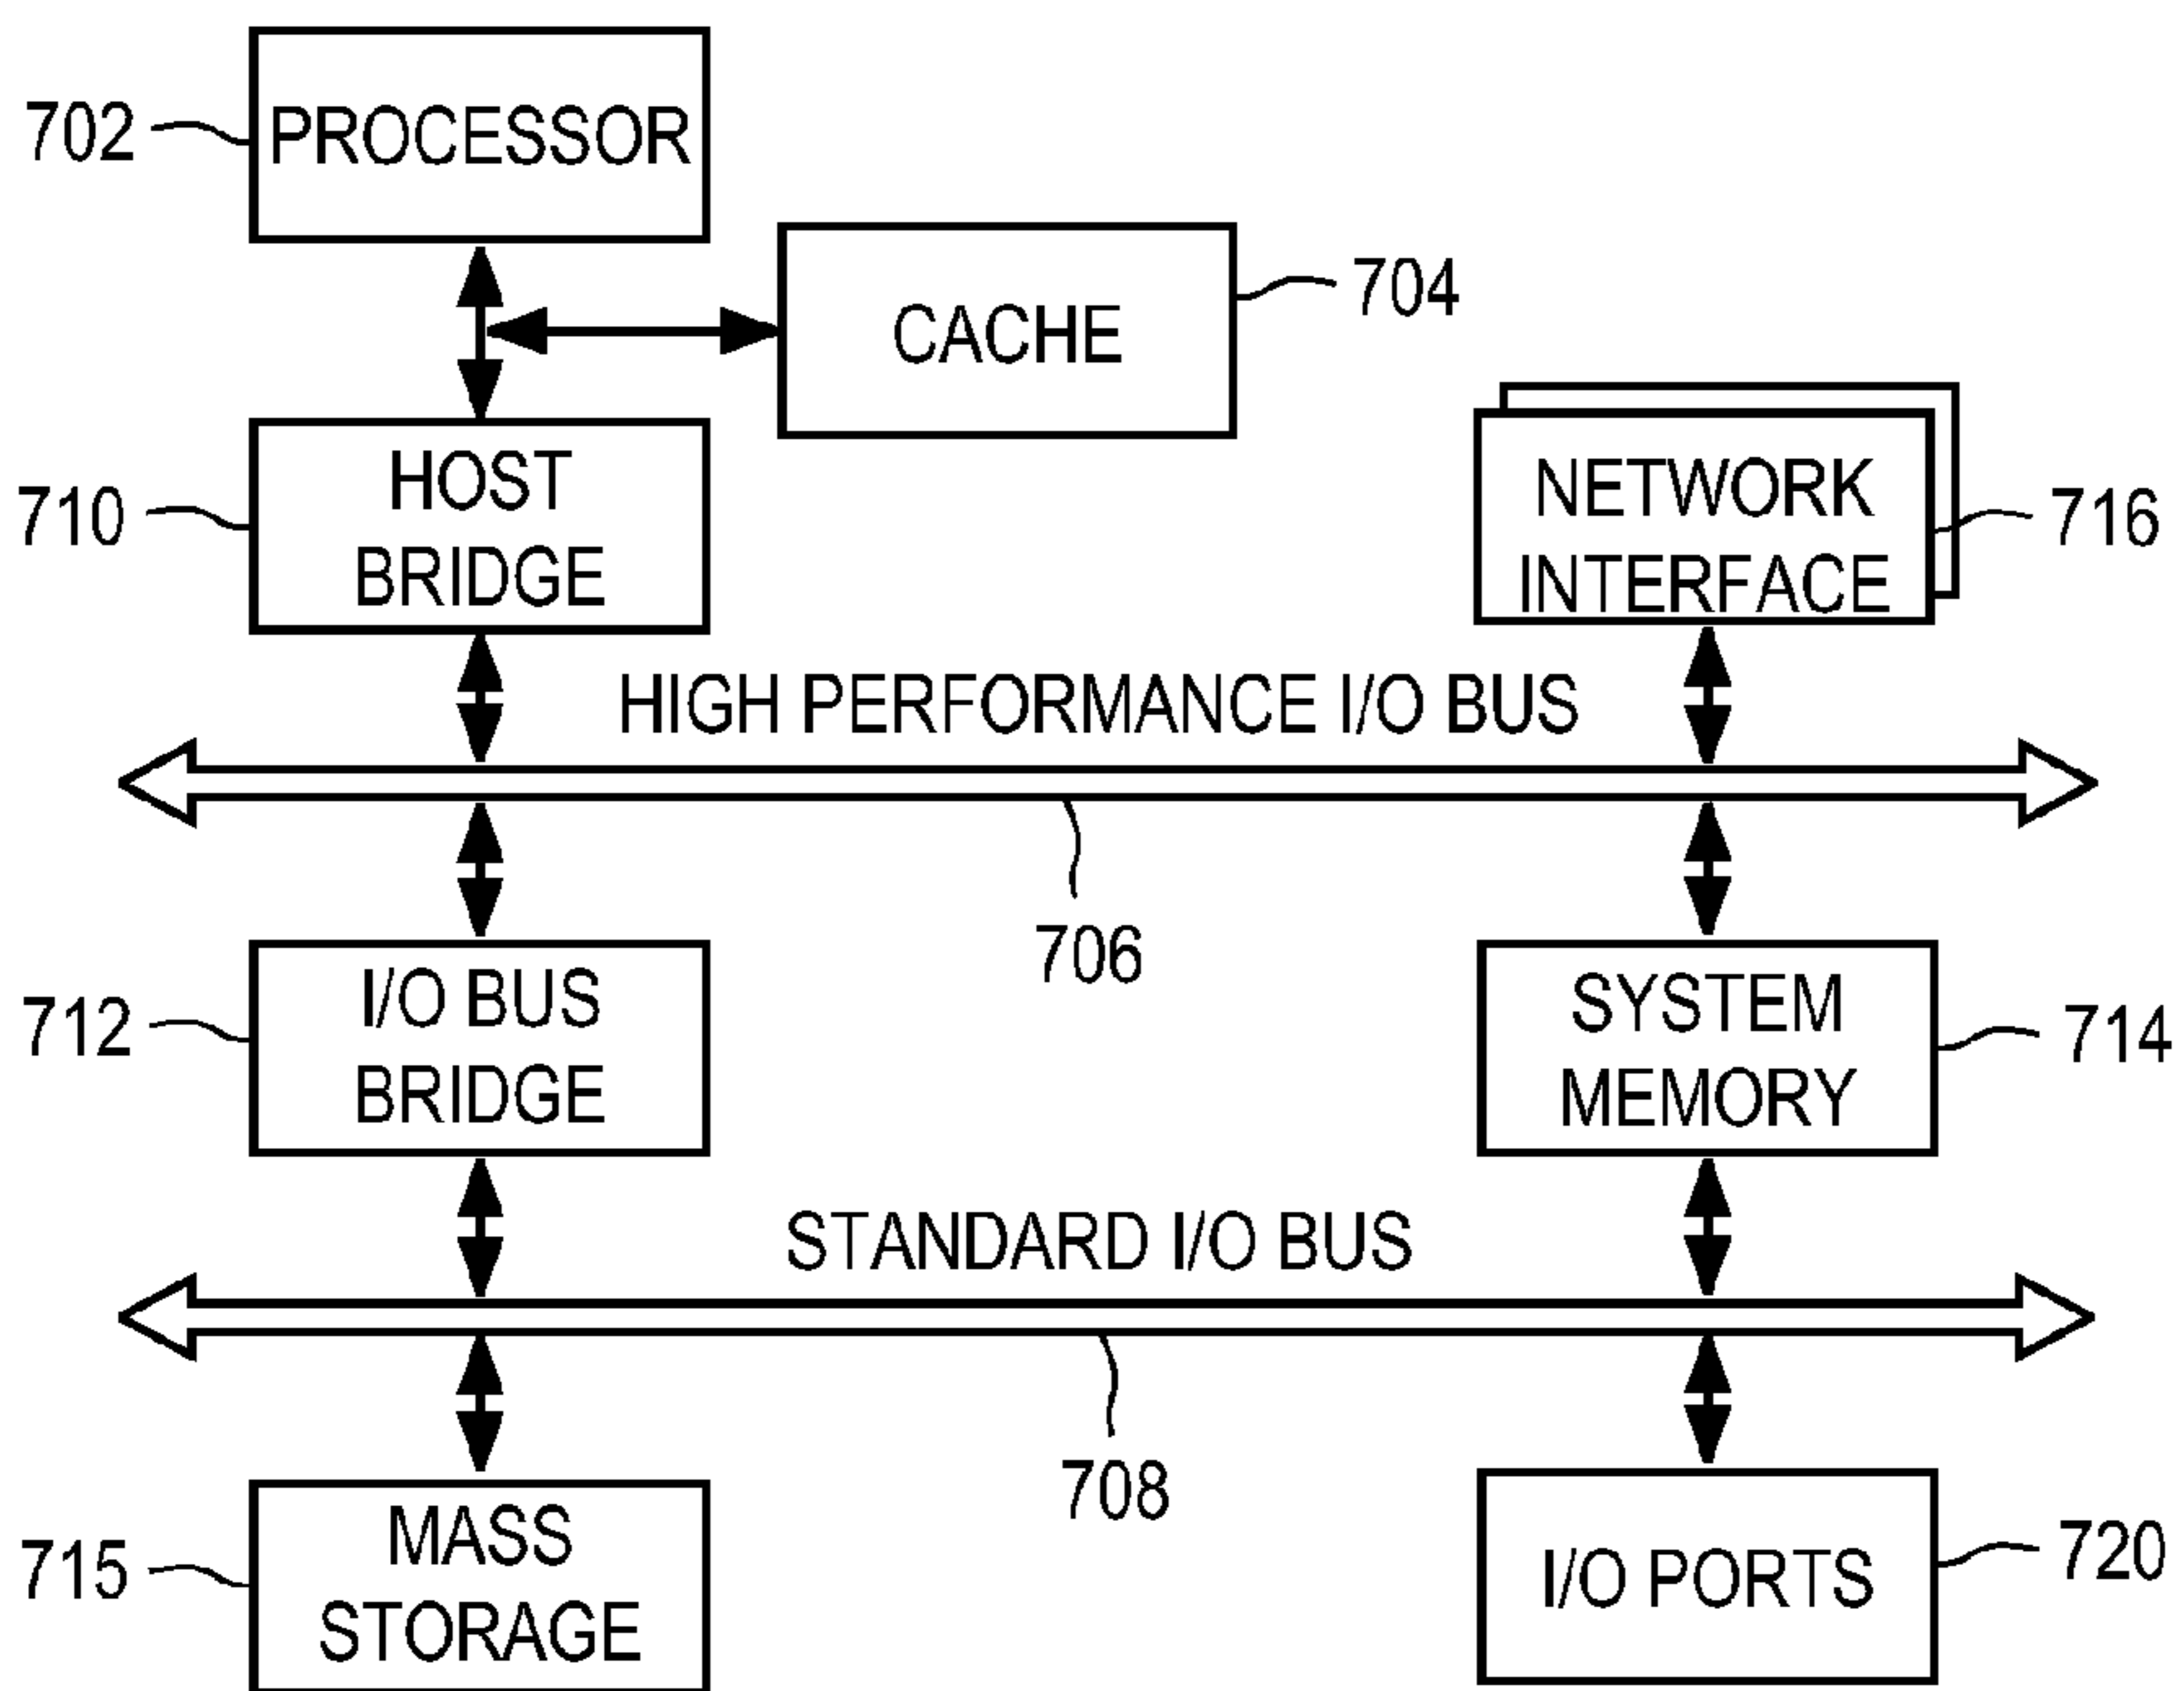 702
PROCESSOR
CACHE
704
710
HOST
BRIDGE
NETWORK
INTERFACE
716
HIGH PERFORMANCE I/O BUS
706
712
I/O BUS
BRIDGE
SYSTEM
MEMORY
714
STANDARD I/O BUS
708
715
MASS
STORAGE
I/O PORTS
720